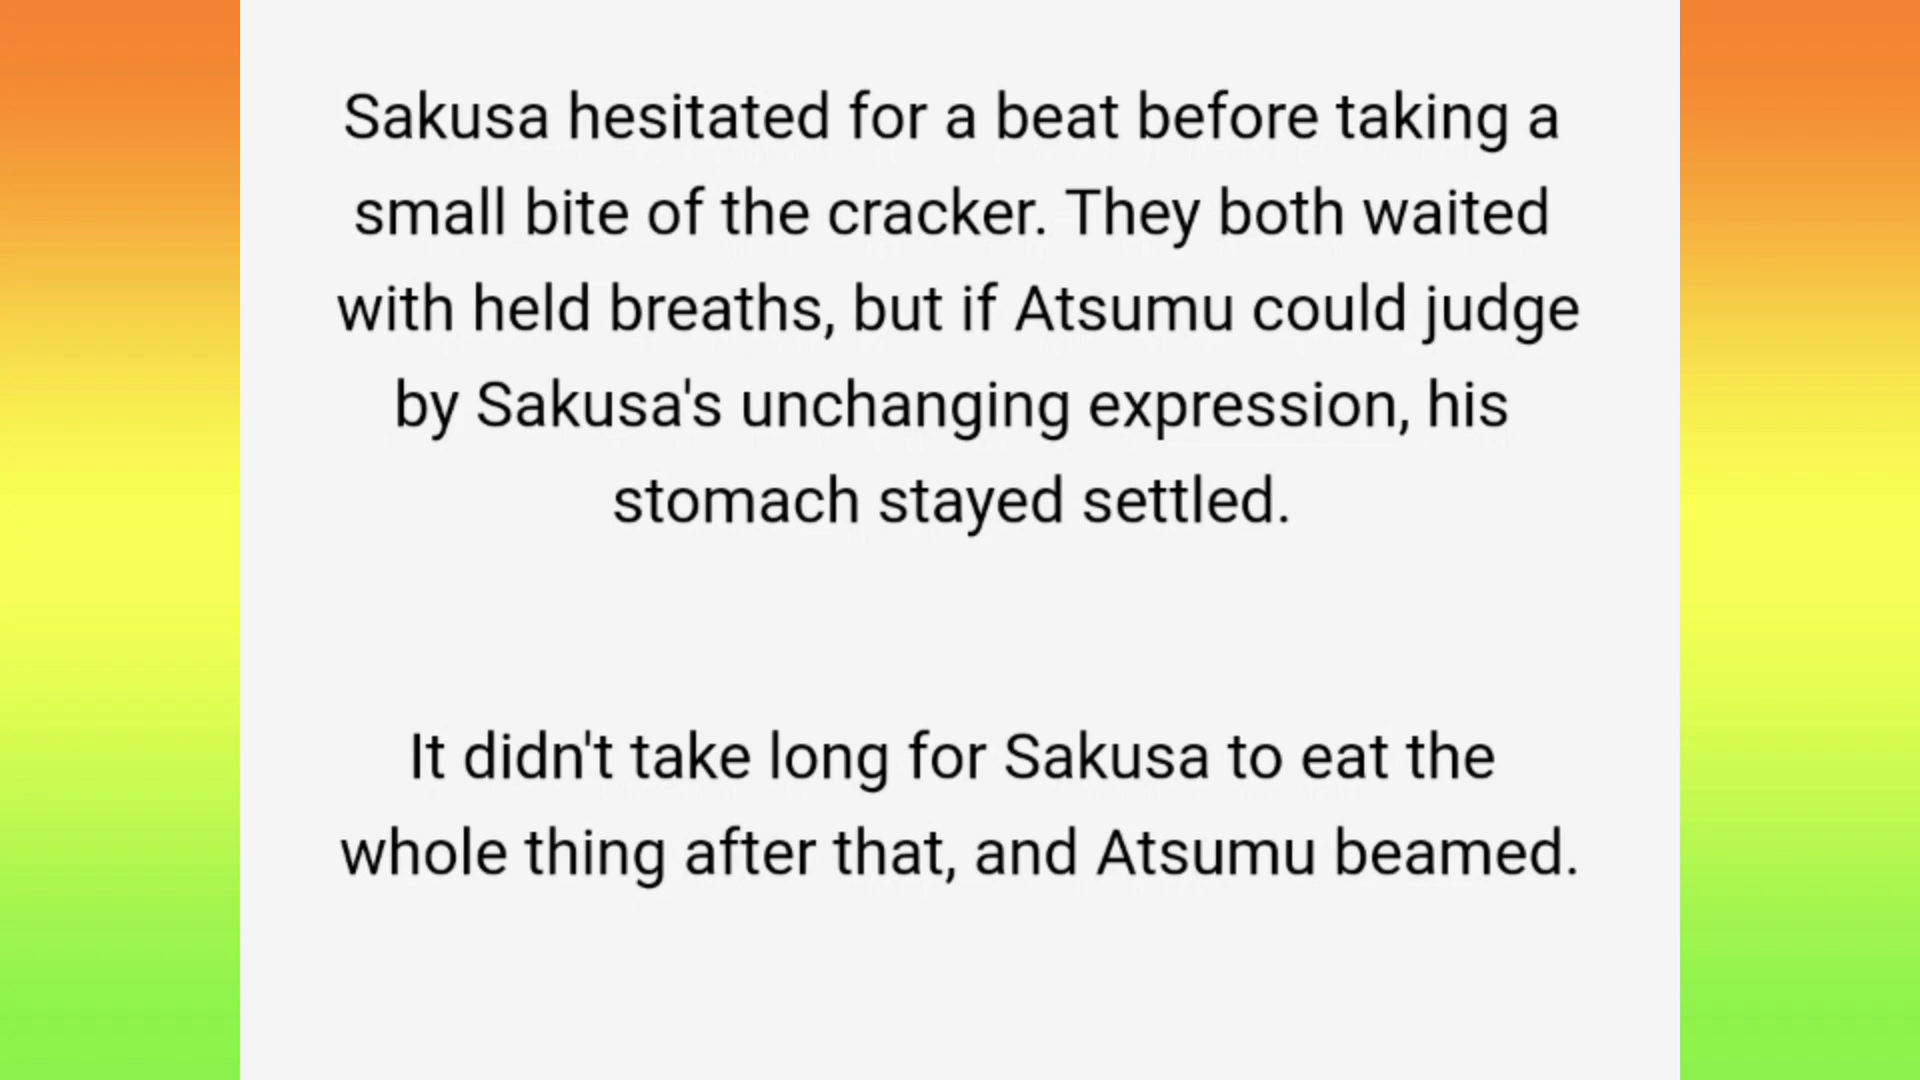 Sakusa hesitated for a beat before taking a
small bite of the cracker. They both waited
with held breaths, but if Atsumu could judge
by Sakusa's unchanging expression, his
stomach stayed settled.
It didn't take long for Sakusa to eat the
whole thing after that, and Atsumu beamed.